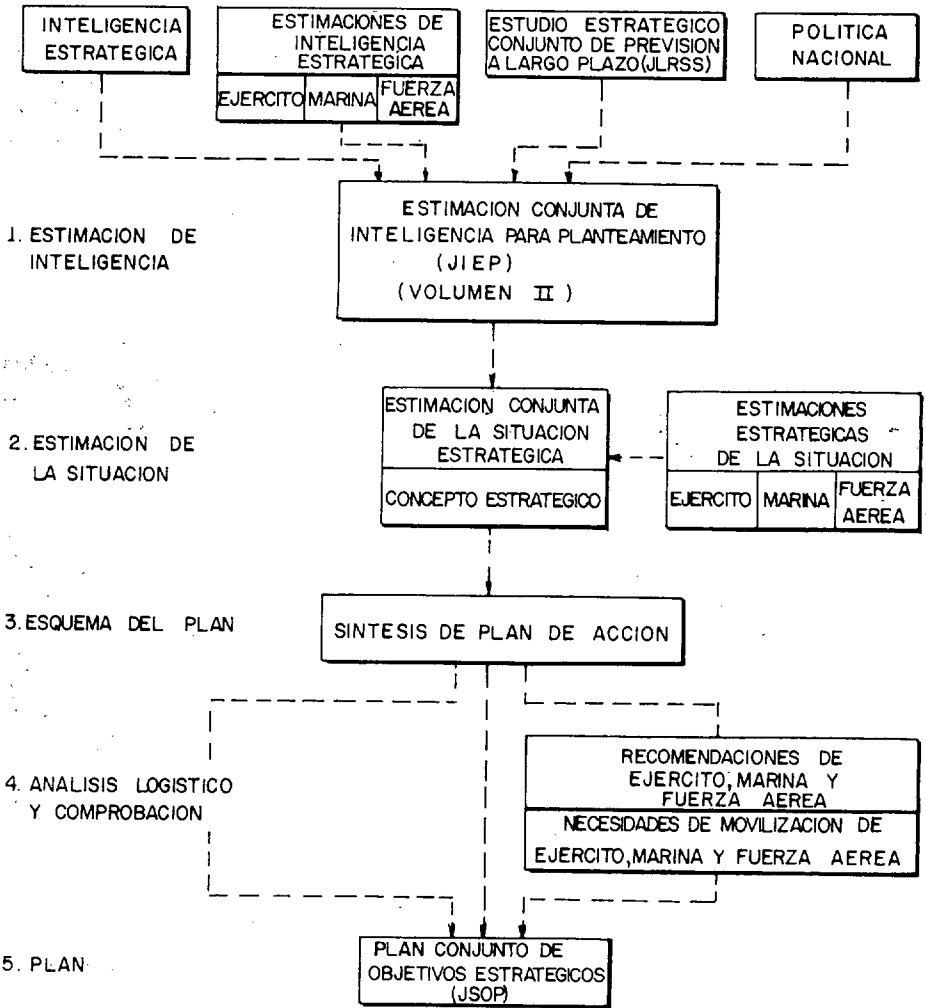 INTELIGENCIA
ESTRATEGICA
ESTIMACIONES DE
INTELIGENCIA
ESTRATEGICA
EJERCITO MARINA FUERZA
AEREA
ESTUDIO ESTRATEGICO
CONJUNTO DE PREVISION
A LARGO PLAZO(JLRSS)
POLITICA
NACIONAL
1. ESTIMACION DE
INTELIGENCIA
ESTIMACION CONJUNTA DE
INTELIGENCIA PARA PLANTEAMIENTO
(JIEP)
(VOLUMEN II)
2. ESTIMACION DE
LA SITUACION
ESTIMACION CONJUNTA
DE LA SITUACION
ESTRATEGICA
CONCEPTO ESTRATEGICO
ESTIMACIONES
ESTRATEGICAS
DE LA SITUACION
EJERCITO MARINA FUERZA
AEREA
3. ESQUEMA DEL PLAN
SINTESIS DE PLAN DE ACCION
4. ANALISIS LOGISTICO
Y COMPROBACION
RECOMENDACIONES DE
EJERCITO, MARINA Y
FUERZA AEREA
NECESIDADES DE MOVILIZACION DE
EJERCITO, MARINA Y FUERZA AEREA
5. PLAN
PLAN CONJUNTO DE
OBJETIVOS ESTRATEGICOS
(JSOP)